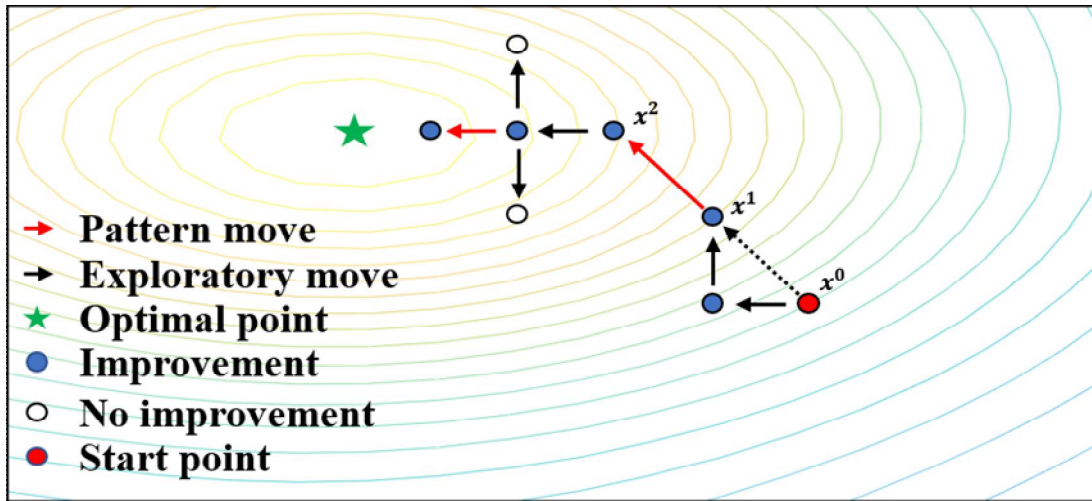 x²
x¹
x⁰
Pattern move
Exploratory move
Optimal point
Improvement
No improvement
Start point